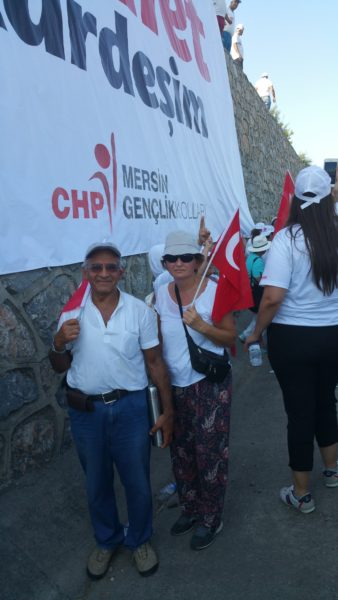 kardeşim
CHP
MERSİN
GENÇLİK KOLLARI